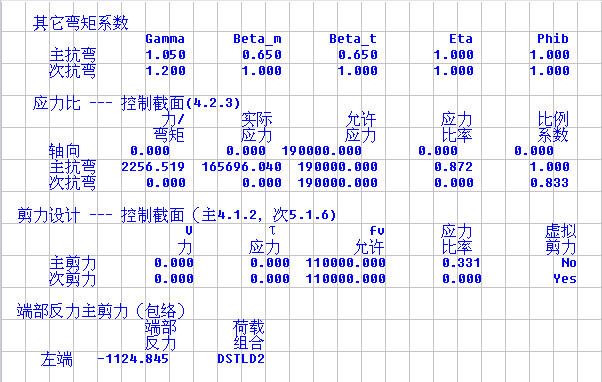 其它弯矩系数
Gamma Beta_m Beta_t Eta Phib
主抗弯 1.050 0.650 0.650 1.000 1.000
次抗弯 1.200 1.000 1.000 1.000 1.000
应力比 --- 控制截面(4.2.3)
力/ 实际 允许 应力 比例
弯矩 应力 应力 比率 系数
轴向 0.000 0.000 190000.000 0.000 0.000
主抗弯 2256.519 165696.040 190000.000 0.872 1.000
次抗弯 0.000 0.000 190000.000 0.000 0.833
剪力设计 --- 控制截面（主4.1.2, 次5.1.6)
V τ fv 应力 虚拟
力 应力 允许 比率 剪力
主剪力 0.000 0.000 110000.000 0.331 No
次剪力 0.000 0.000 110000.000 0.000 Yes
端部反力主剪力（包络）
端部 荷载
反力 组合
左端 -1124.845 DSTLD2